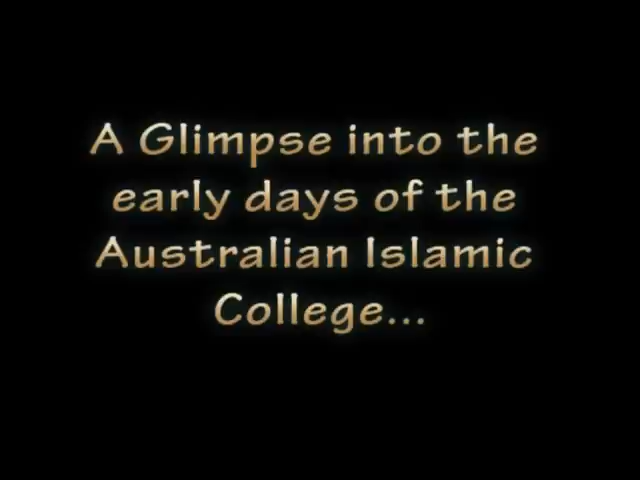 A Glimpse into the
early days of the
Australian Islamic
College...